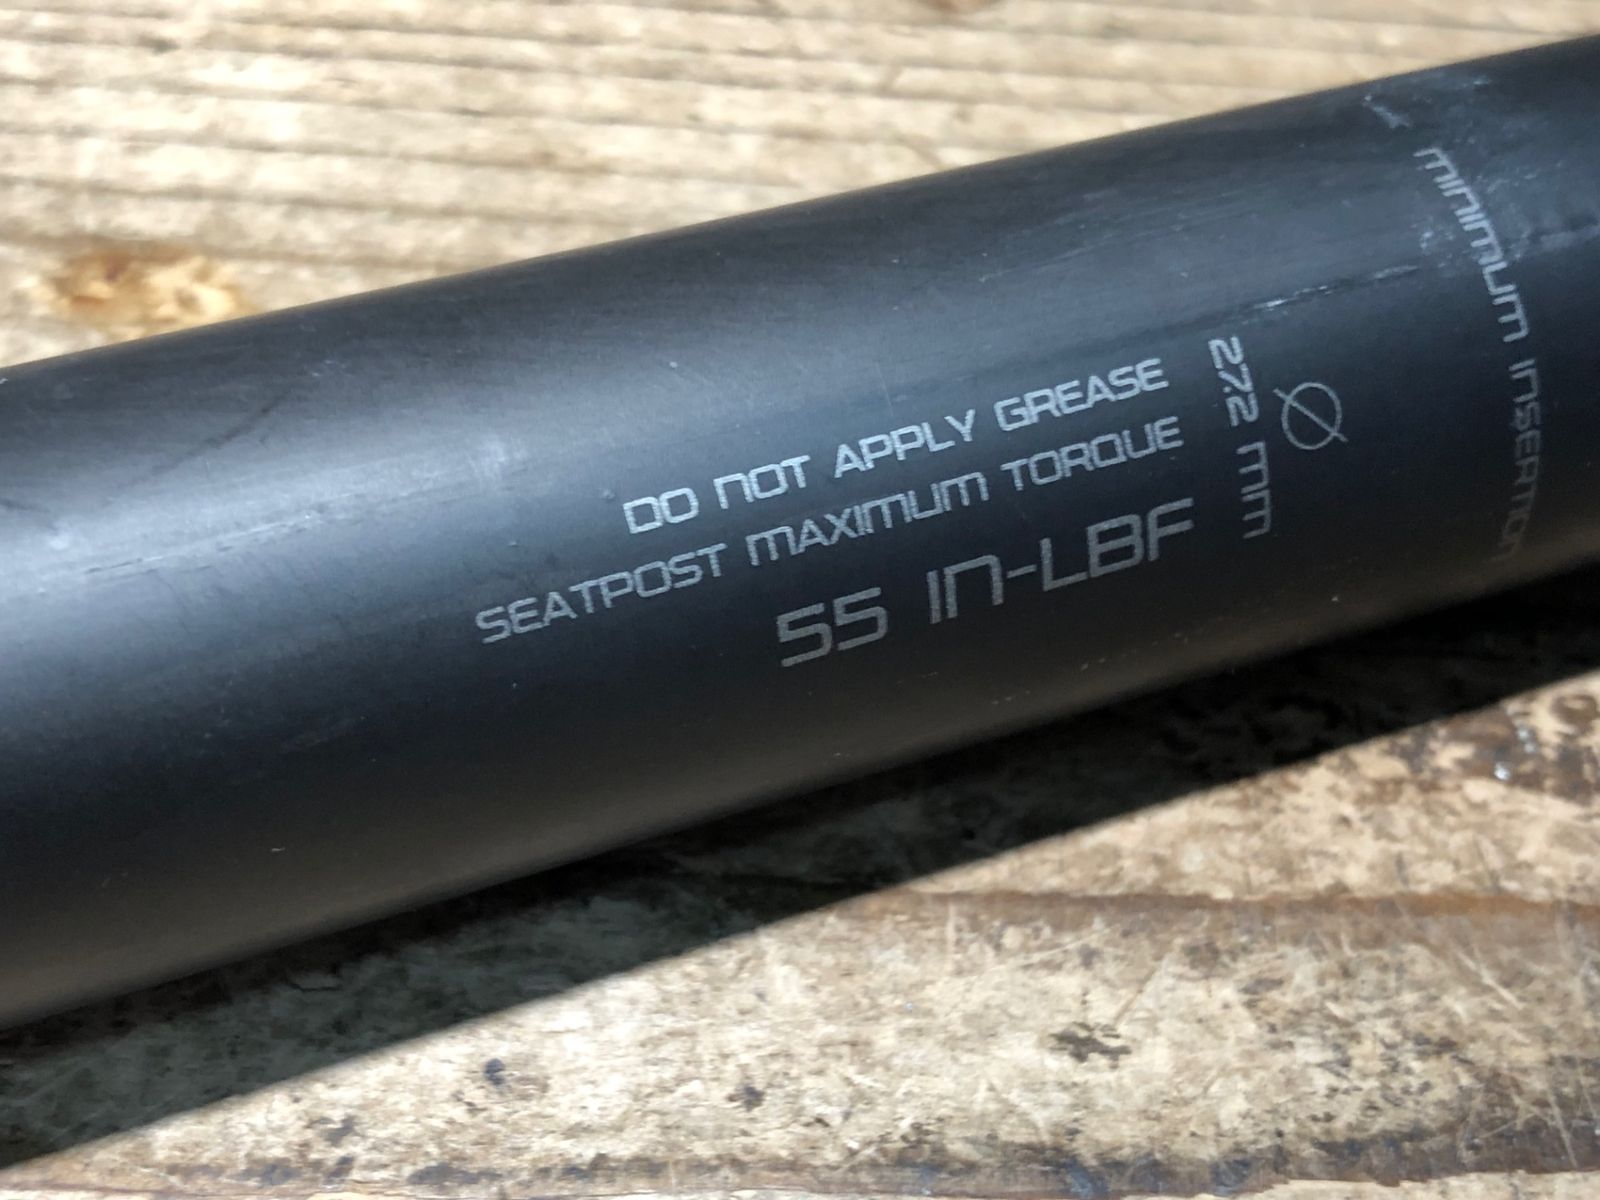 DO NOT APPLY GREASE
SEATPOST MAXIMUM TORQUE
55 IN-LBF
27.2 mm
Ø
MINIMUM INSERTION